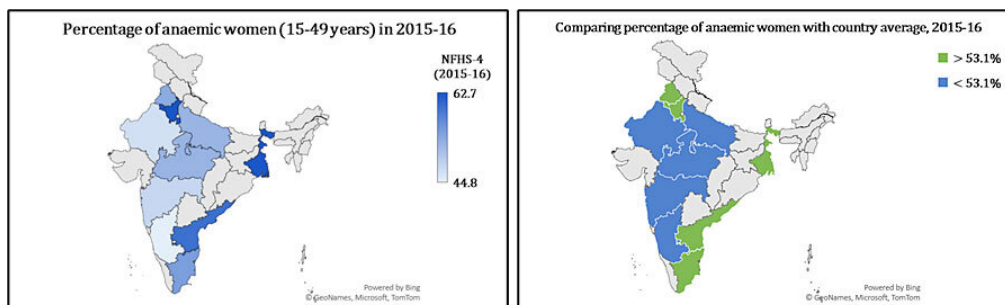 Percentage of anaemic women (15-49 years) in 2015-16
NFHS-4
(2015-16)
62.7
44.8
Powered by Bing
© GeoNames, Microsoft, TomTom
Comparing percentage of anaemic women with country average, 2015-16
> 53.1%
< 53.1%
Powered by Bing
© GeoNames, Microsoft, TomTom